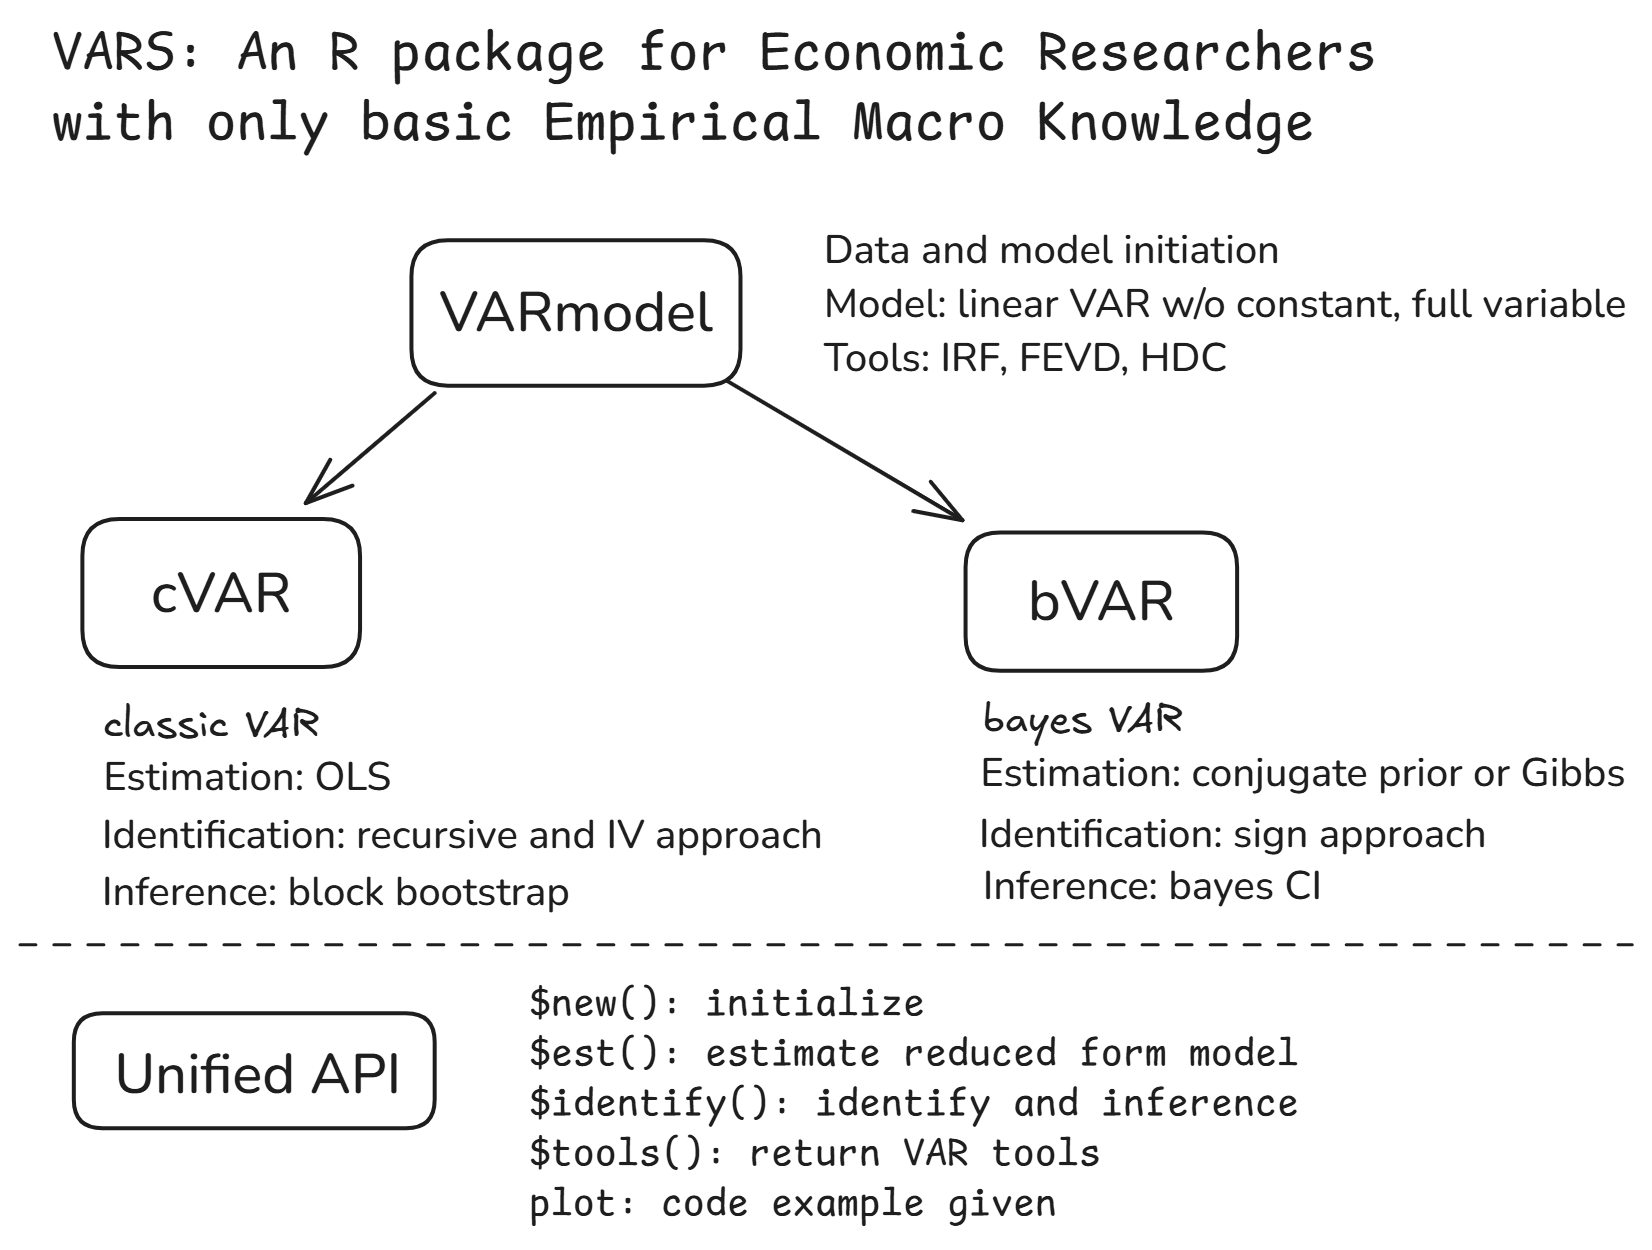 VARS: An R package for Economic Researchers
with only basic Empirical Macro Knowledge
VARmodel
Data and model initiation
Model: linear VAR w/o constant, full variable
Tools: IRF, FEVD, HDC
cVAR
classic VAR
Estimation: OLS
Identification: recursive and IV approach
Inference: block bootstrap
bVAR
bayes VAR
Estimation: conjugate prior or Gibbs
Identification: sign approach
Inference: bayes CI
Unified API
$new(): initialize
$est(): estimate reduced form model
$identify(): identify and inference
$tools(): return VAR tools
plot: code example given